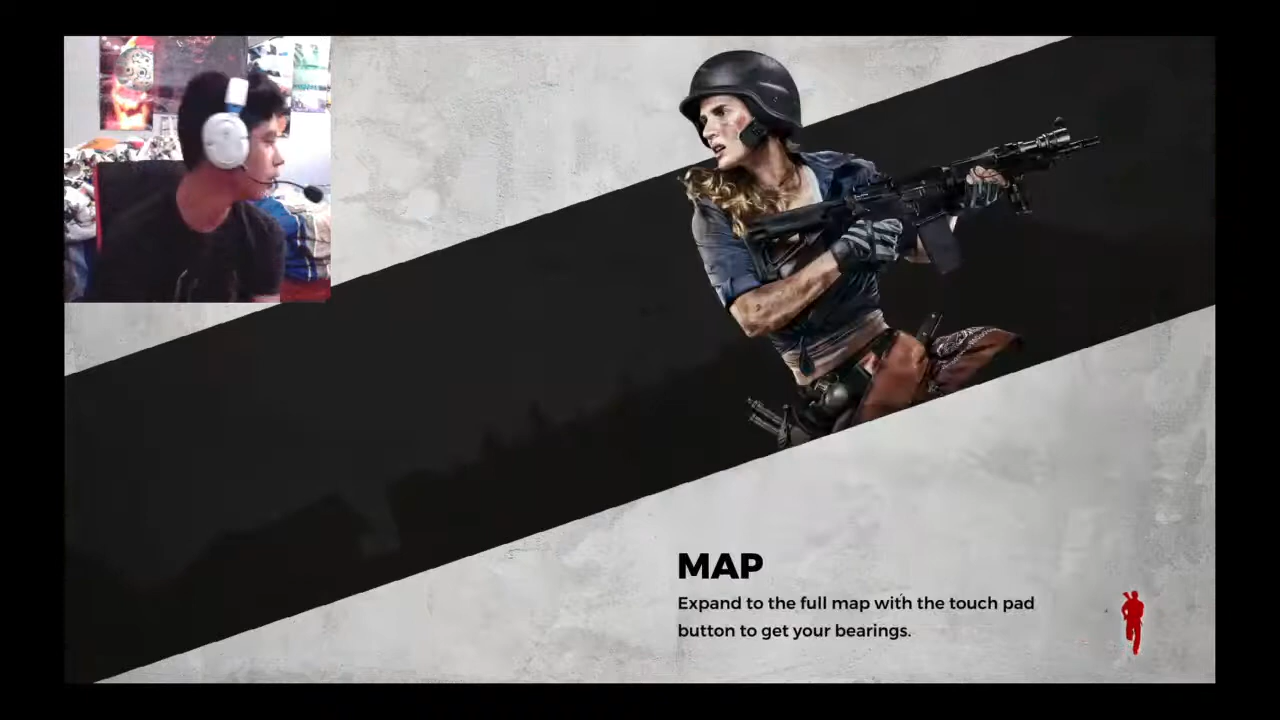 MAP
Expand to the full map with the touch pad
button to get your bearings.